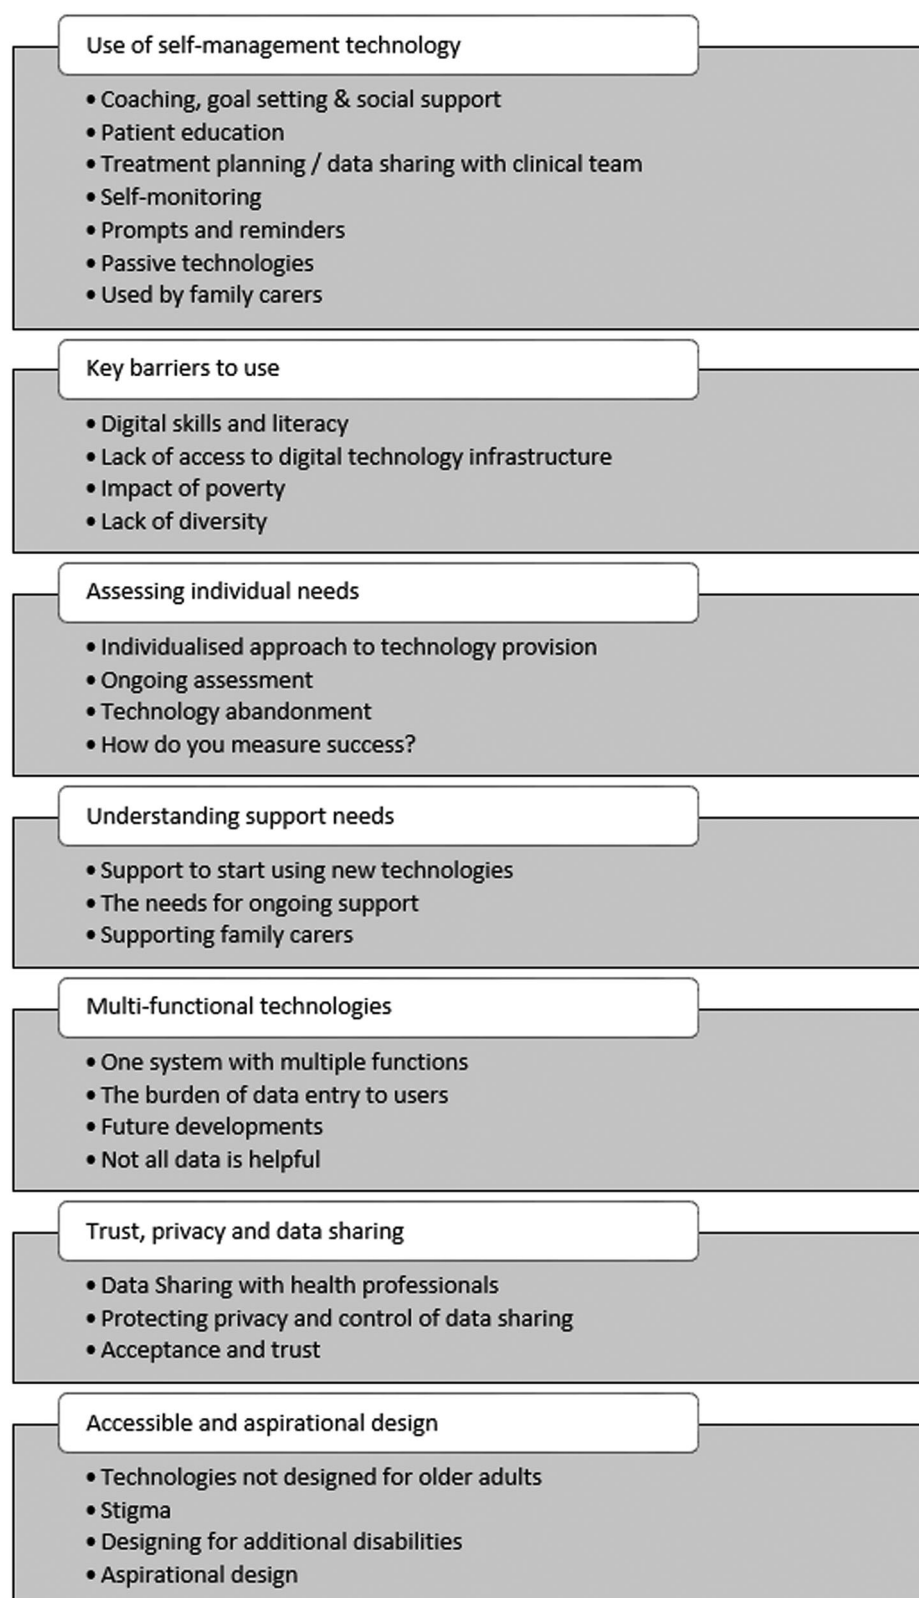 Use of self-management technology
• Coaching, goal setting & social support
• Patient education
• Treatment planning / data sharing with clinical team
• Self-monitoring
• Prompts and reminders
• Passive technologies
• Used by family carers
Key barriers to use
• Digital skills and literacy
• Lack of access to digital technology infrastructure
• Impact of poverty
• Lack of diversity
Assessing individual needs
• Individualised approach to technology provision
• Ongoing assessment
• Technology abandonment
• How do you measure success?
Understanding support needs
• Support to start using new technologies
• The needs for ongoing support
• Supporting family carers
Multi-functional technologies
• One system with multiple functions
• The burden of data entry to users
• Future developments
• Not all data is helpful
Trust, privacy and data sharing
• Data Sharing with health professionals
• Protecting privacy and control of data sharing
• Acceptance and trust
Accessible and aspirational design
• Technologies not designed for older adults
• Stigma
• Designing for additional disabilities
• Aspirational design